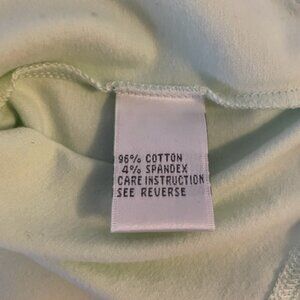 96% COTTON
4% SPANDEX
CARE INSTRUCTION
SEE REVERSE